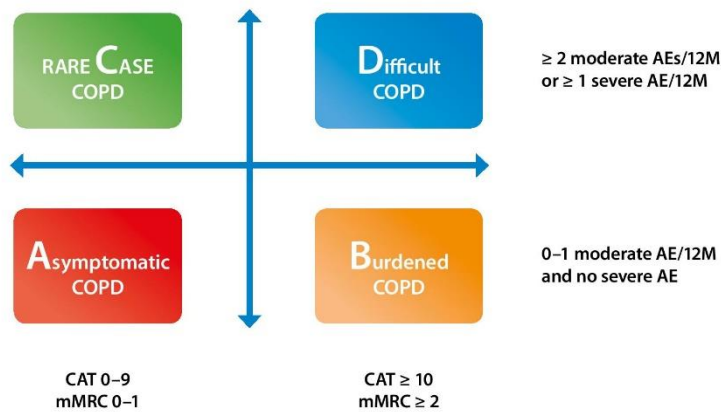 RARE CASE
COPD
Difficult
COPD
≥ 2 moderate AEs/12M
or ≥ 1 severe AE/12M
Asymptomatic
COPD
Burdened
COPD
0–1 moderate AE/12M
and no severe AE
CAT 0–9
mMRC 0–1
CAT ≥ 10
mMRC ≥ 2